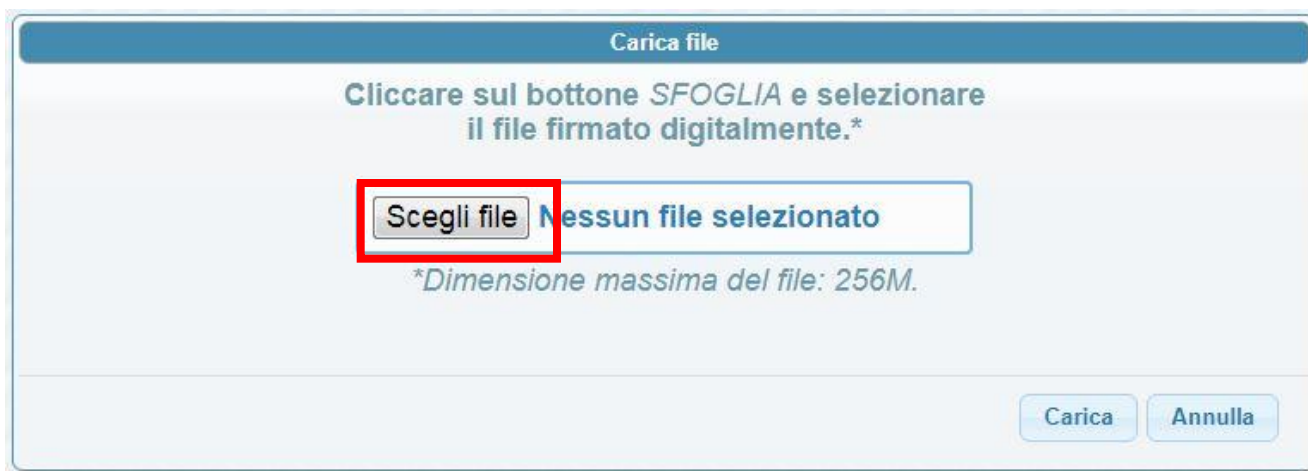 Carica file
Cliccare sul bottone SFOGLIA e selezionare
il file firmato digitalmente.*
Scegli file Nessun file selezionato
*Dimensione massima del file: 256M.
Carica Annulla